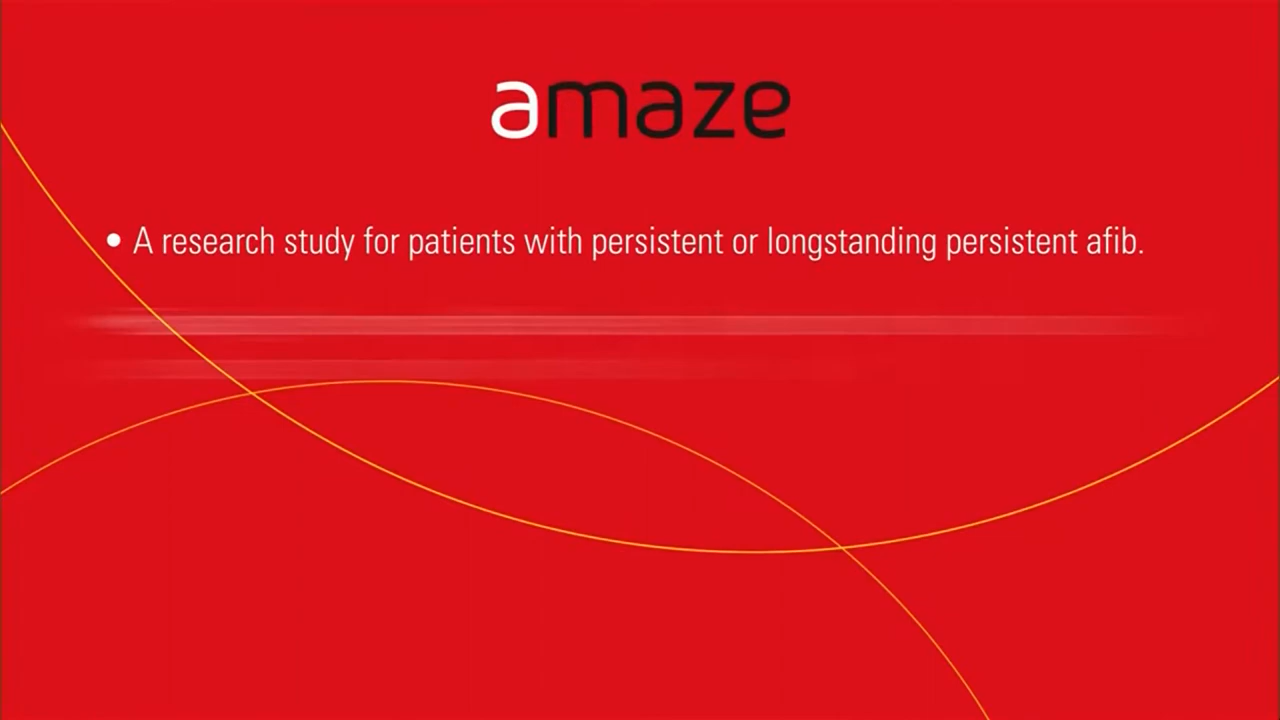 amaze
• A research study for patients with persistent or longstanding persistent afib.